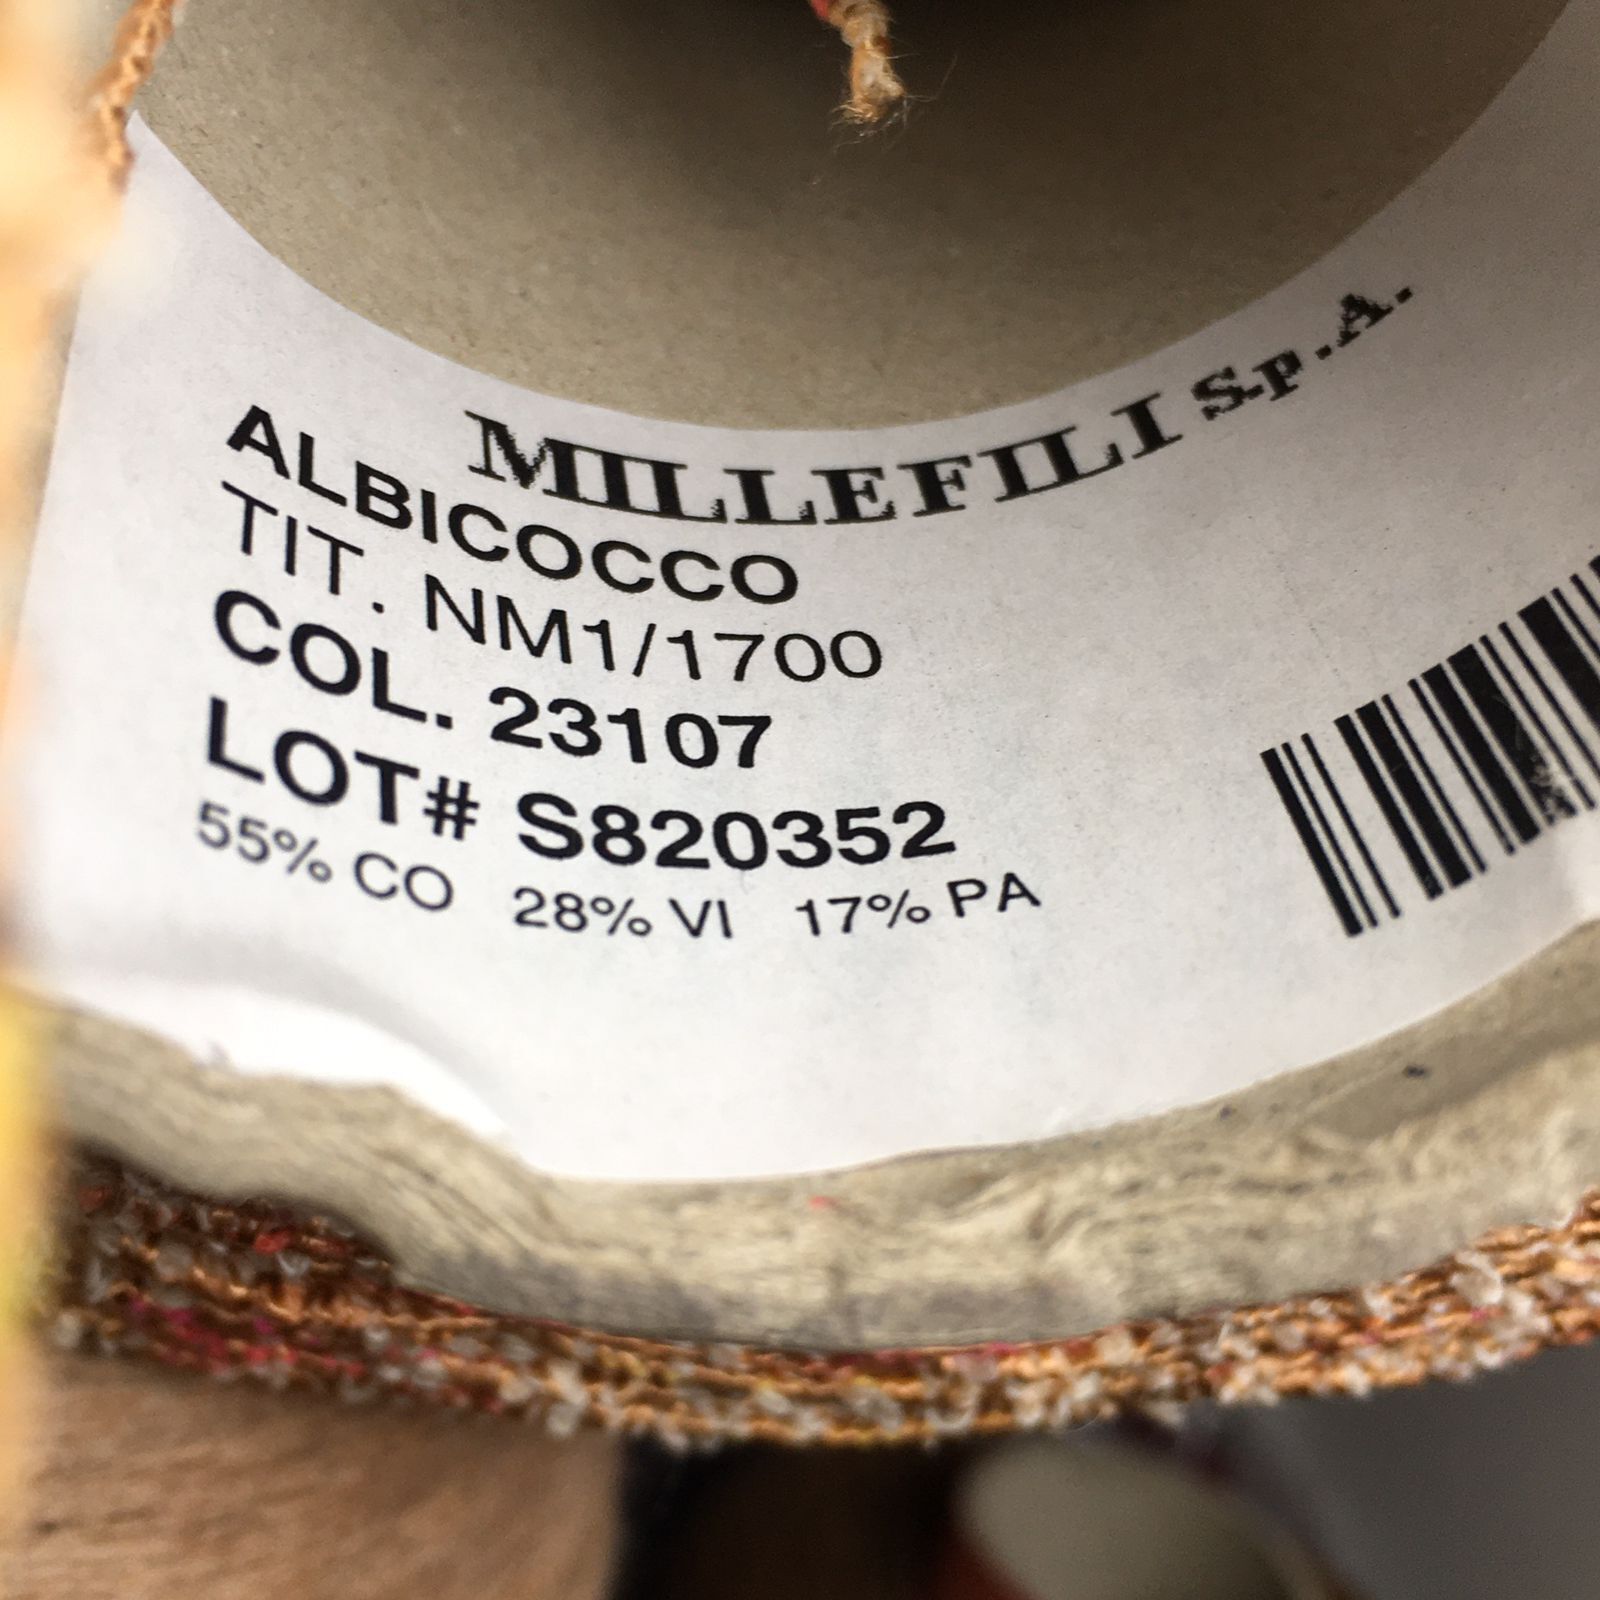 MILLEFILI S.p.A.
ALBICOCCO
TIT. NM1/1700
COL. 23107
LOT# S820352
55% CO 28% VI 17% PA